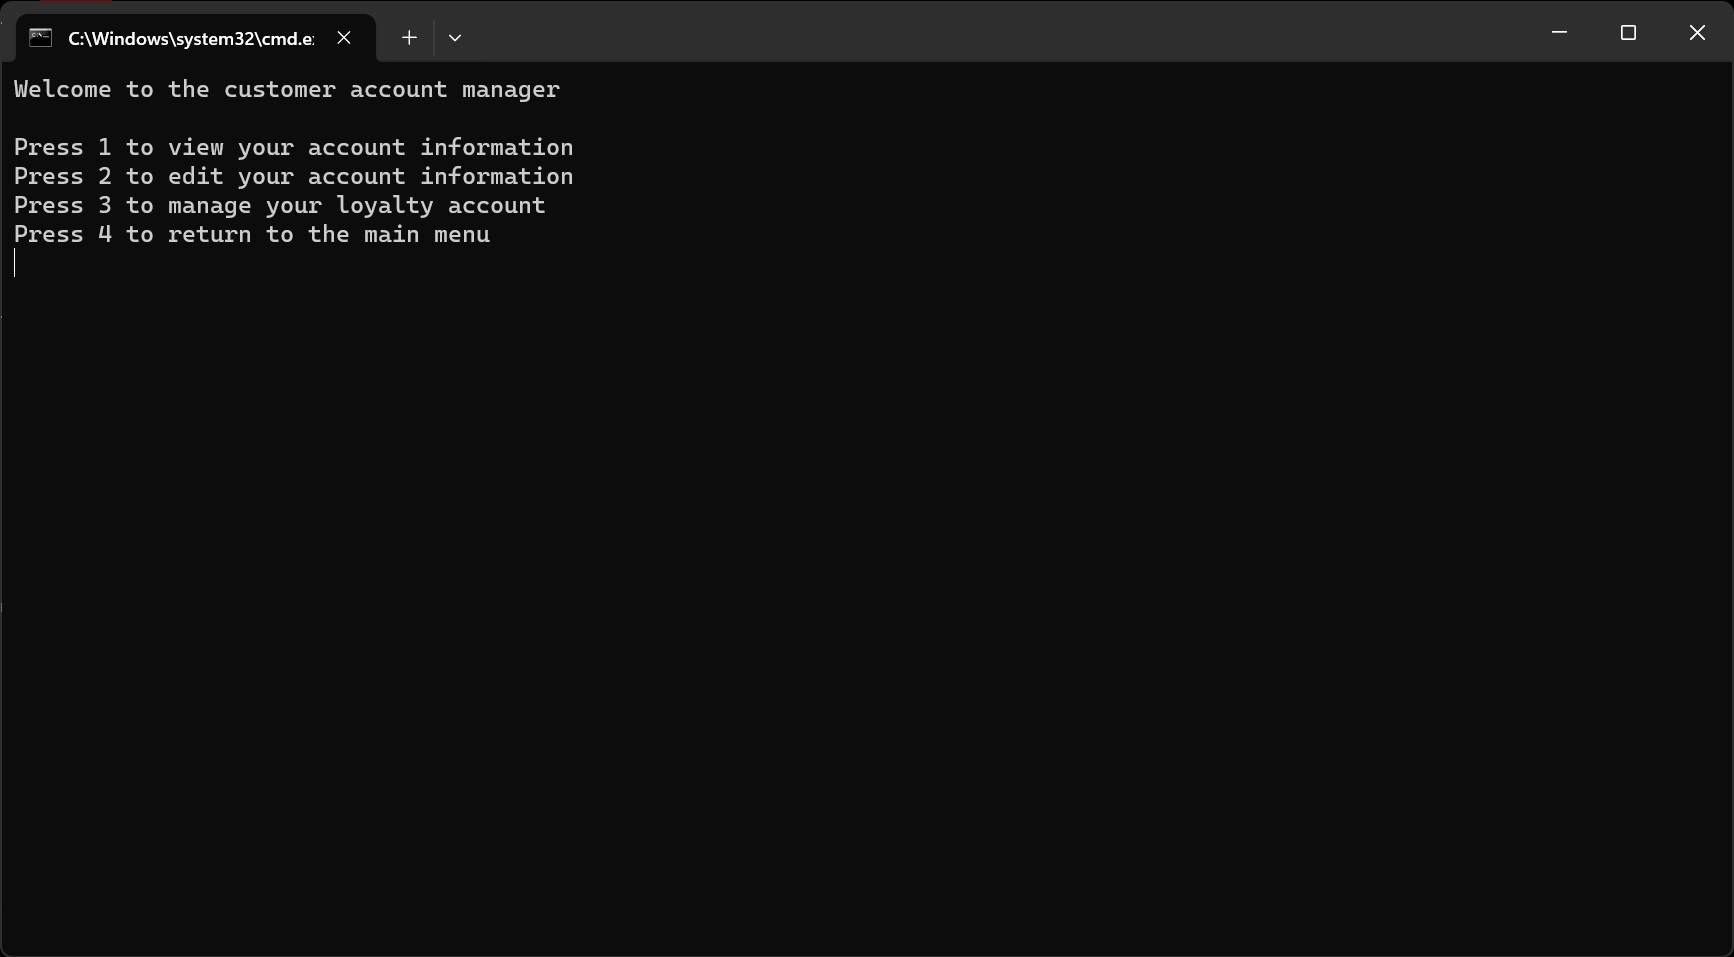 C:\Windows\system32\cmd.e
Welcome to the customer account manager
Press 1 to view your account information
Press 2 to edit your account information
Press 3 to manage your loyalty account
Press 4 to return to the main menu